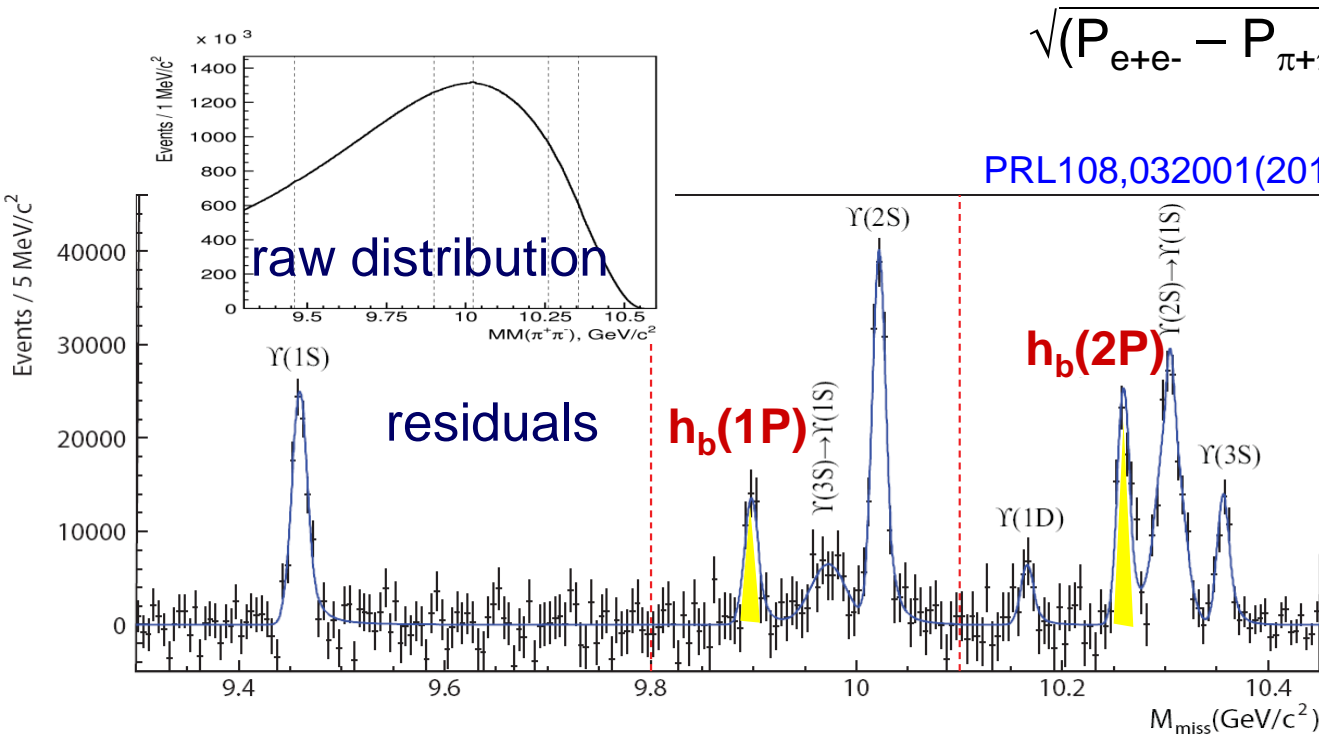 √(P e+e- – P π+
PRL108,032001(201
× 10 3
Events / 1 MeV/c2
1400
1200
1000
800
600
400
200
0
raw distribution
9.5 9.75 10 10.25 10.5
MM(π+π-), GeV/c2
Events / 5 MeV/c2
40000
30000
20000
10000
0
ϒ(1S)
residuals
hb(1P)
ϒ(3S)→ϒ(1S)
ϒ(2S)
ϒ(1D)
hb(2P)
ϒ(2S)→ϒ(1S)
ϒ(3S)
9.4 9.6 9.8 10 10.2 10.4
Mmiss(GeV/c2)